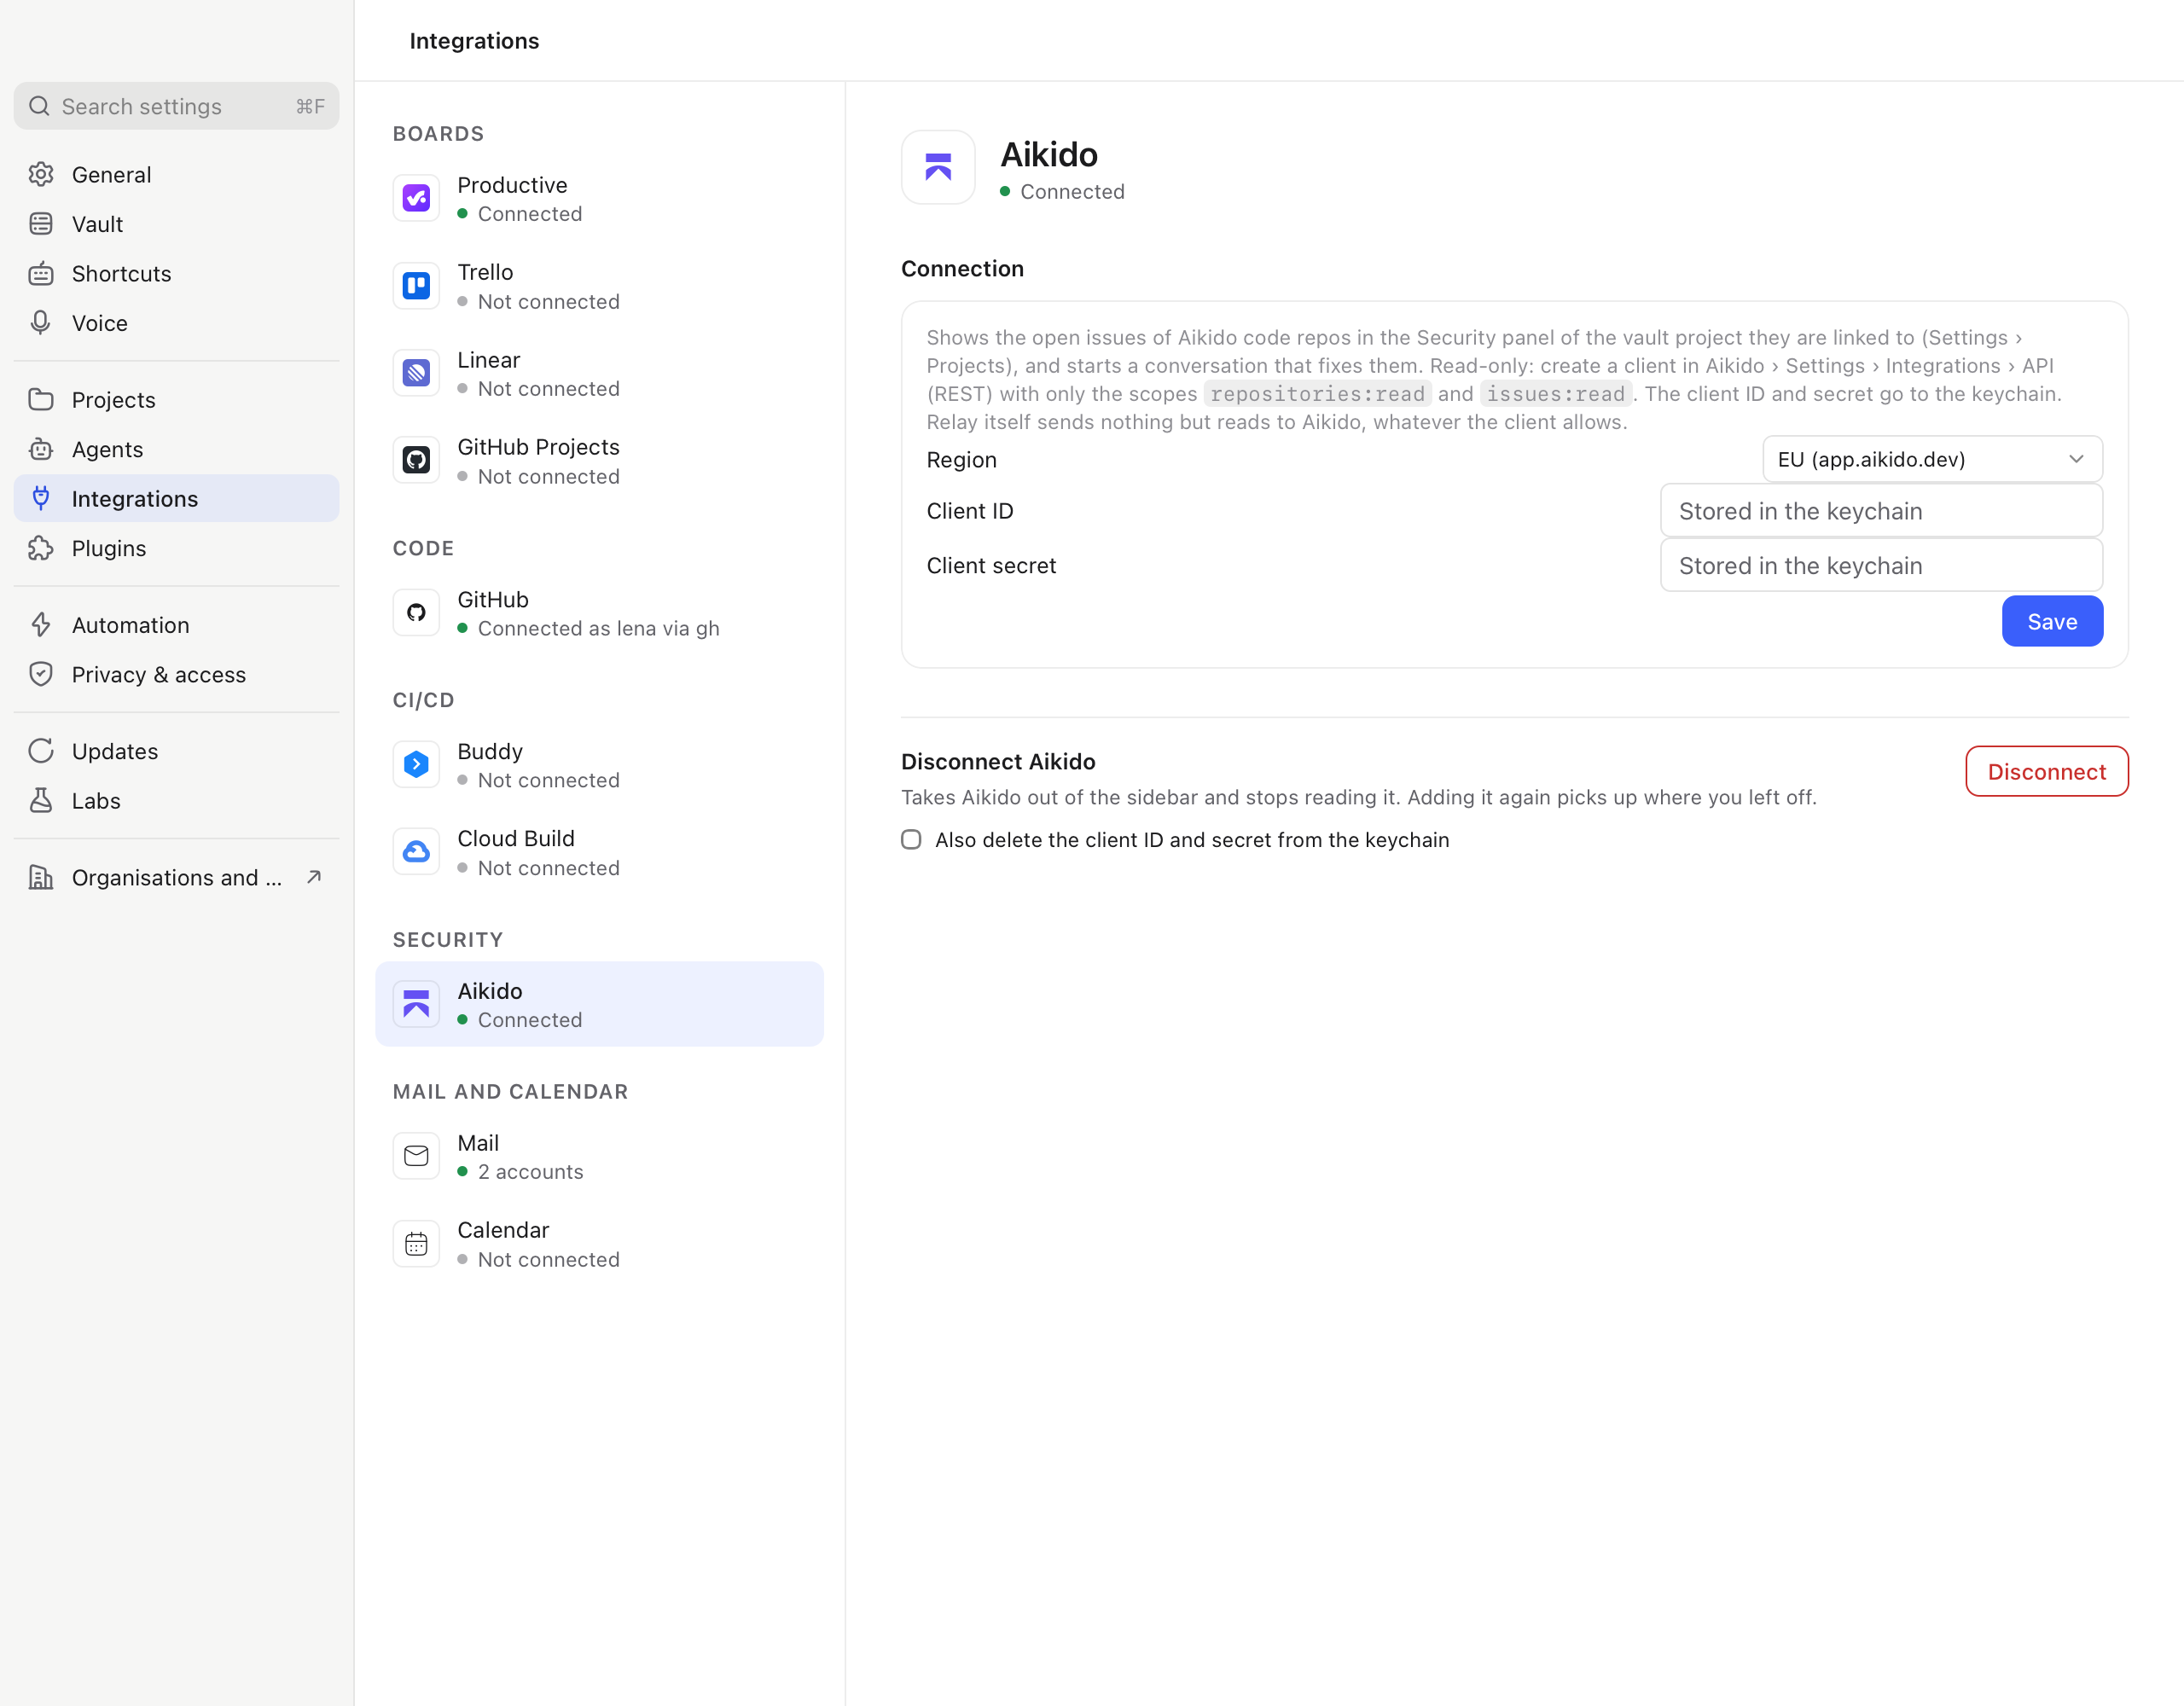 Integrations
Search settings ⌘F
General
Vault
Shortcuts
Voice
Projects
Agents
Integrations
Plugins
Automation
Privacy & access
Updates
Labs
Organisations and ...
BOARDS
Productive
Connected
Trello
Not connected
Linear
Not connected
GitHub Projects
Not connected
CODE
GitHub
Connected as lena via gh
CI/CD
Buddy
Not connected
Cloud Build
Not connected
SECURITY
Aikido
Connected
MAIL AND CALENDAR
Mail
2 accounts
Calendar
Not connected
Aikido
Connected
Connection
Shows the open issues of Aikido code repos in the Security panel of the vault project they are linked to (Settings ›
Projects), and starts a conversation that fixes them. Read-only: create a client in Aikido › Settings › Integrations › API
(REST) with only the scopes repositories:read and issues:read. The client ID and secret go to the keychain.
Relay itself sends nothing but reads to Aikido, whatever the client allows.
Region EU (app.aikido.dev)
Client ID Stored in the keychain
Client secret Stored in the keychain
Save
Disconnect Aikido
Disconnect
Takes Aikido out of the sidebar and stops reading it. Adding it again picks up where you left off.
Also delete the client ID and secret from the keychain